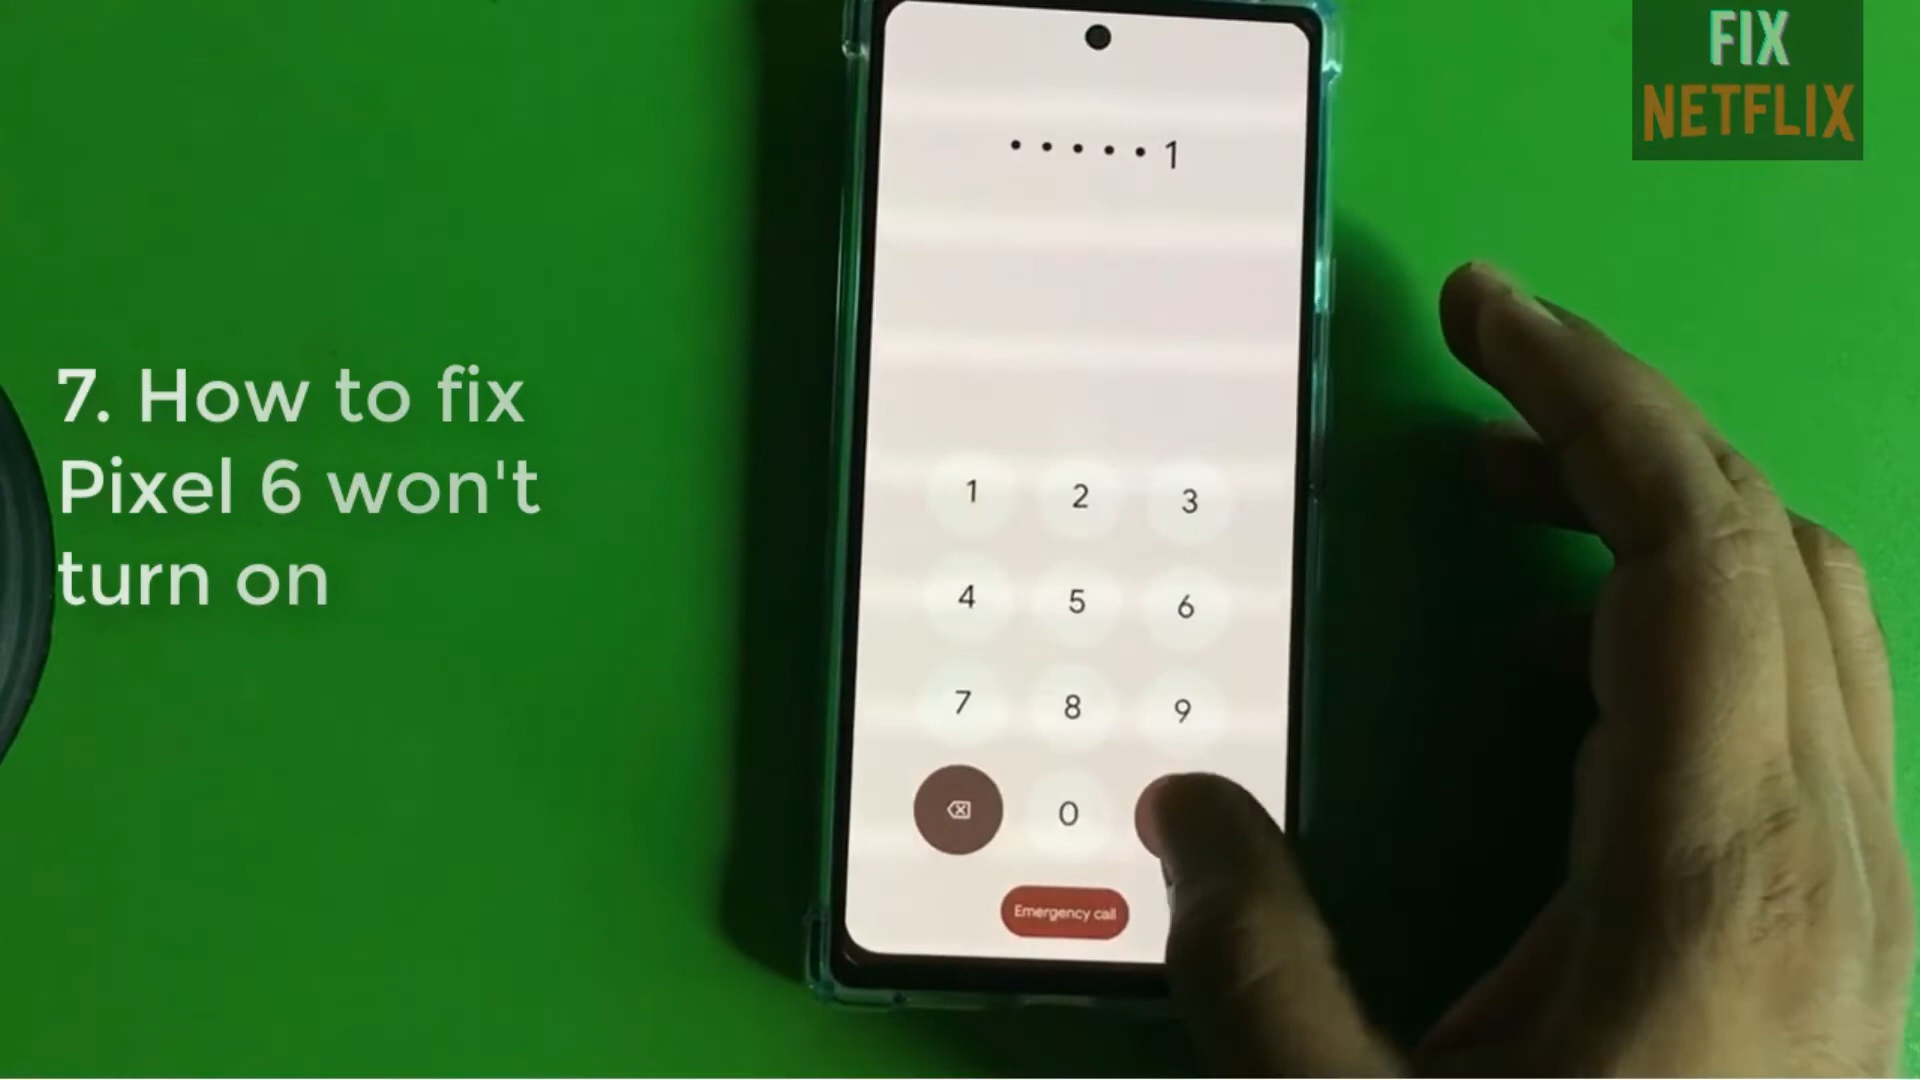 FIX
NETFLIX
• • • • • 1
7. How to fix
Pixel 6 won't
turn on
1 2 3
4 5 6
7 8 9
0
Emergency call